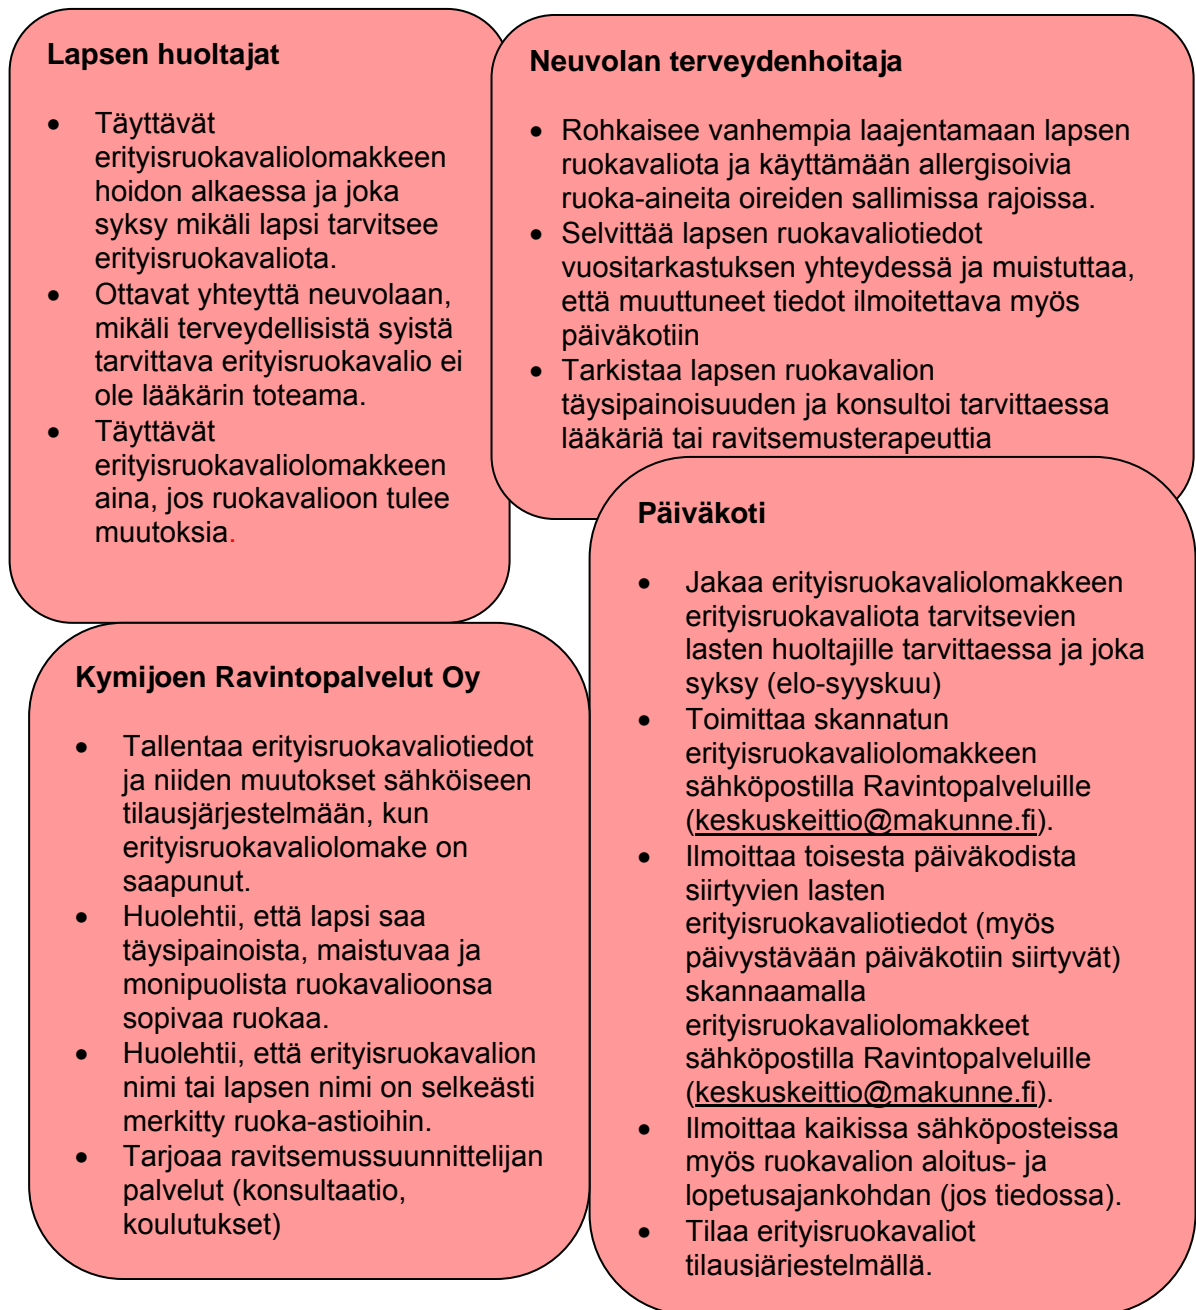 Lapsen huoltajat
• Täyttävät
erityisruokavaliolomakkeen
hoidon alkaessa ja joka
syksy mikäli lapsi tarvitsee
erityisruokavaliota.
• Ottavat yhteyttä neuvolaan,
mikäli terveydellisistä syistä
tarvittava erityisruokavalio ei
ole lääkärin toteama.
• Täyttävät
erityisruokavaliolomakkeen
aina, jos ruokavalioon tulee
muutoksia.
Neuvolan terveydenhoitaja
• Rohkaisee vanhempia laajentamaan lapsen
ruokavaliota ja käyttämään allergisoivia
ruoka-aineita oireiden sallimissa rajoissa.
• Selvittää lapsen ruokavaliotiedot
vuositarkastuksen yhteydessä ja muistuttaa,
että muuttuneet tiedot ilmoitettava myös
päiväkotiin
• Tarkistaa lapsen ruokavalion
täysipainoisuuden ja konsultoi tarvittaessa
lääkäriä tai ravitsemusterapeuttia
Kymijoen Ravintopalvelut Oy
• Tallentaa erityisruokavaliotiedot
ja niiden muutokset sähköiseen
tilausjärjestelmään, kun
erityisruokavaliolomake on
saapunut.
• Huolehtii, että lapsi saa
täysipainoista, maistuvaa ja
monipuolista ruokavalioonsa
sopivaa ruokaa.
• Huolehtii, että erityisruokavalion
nimi tai lapsen nimi on selkeästi
merkitty ruoka-astioihin.
• Tarjoaa ravitsemussuunnittelijan
palvelut (konsultaatio,
koulutukset)
Päiväkoti
• Jakaa erityisruokavaliolomakkeen
erityisruokavaliota tarvitsevien
lasten huoltajille tarvittaessa ja joka
syksy (elo-syyskuu)
• Toimittaa skannatun
erityisruokavaliolomakkeen
sähköpostilla Ravintopalveluille
(keskuskeittio@makunne.fi).
• Ilmoittaa toisesta päiväkodista
siirtyvien lasten
erityisruokavaliotiedot (myös
päivystävään päiväkotiin siirtyvät)
skannaamalla
erityisruokavaliolomakkeet
sähköpostilla Ravintopalveluille
(keskuskeittio@makunne.fi).
• Ilmoittaa kaikissa sähköposteissa
myös ruokavalion aloitus- ja
lopetusajankohdan (jos tiedossa).
• Tilaa erityisruokavaliot
tilausjärjestelmällä.